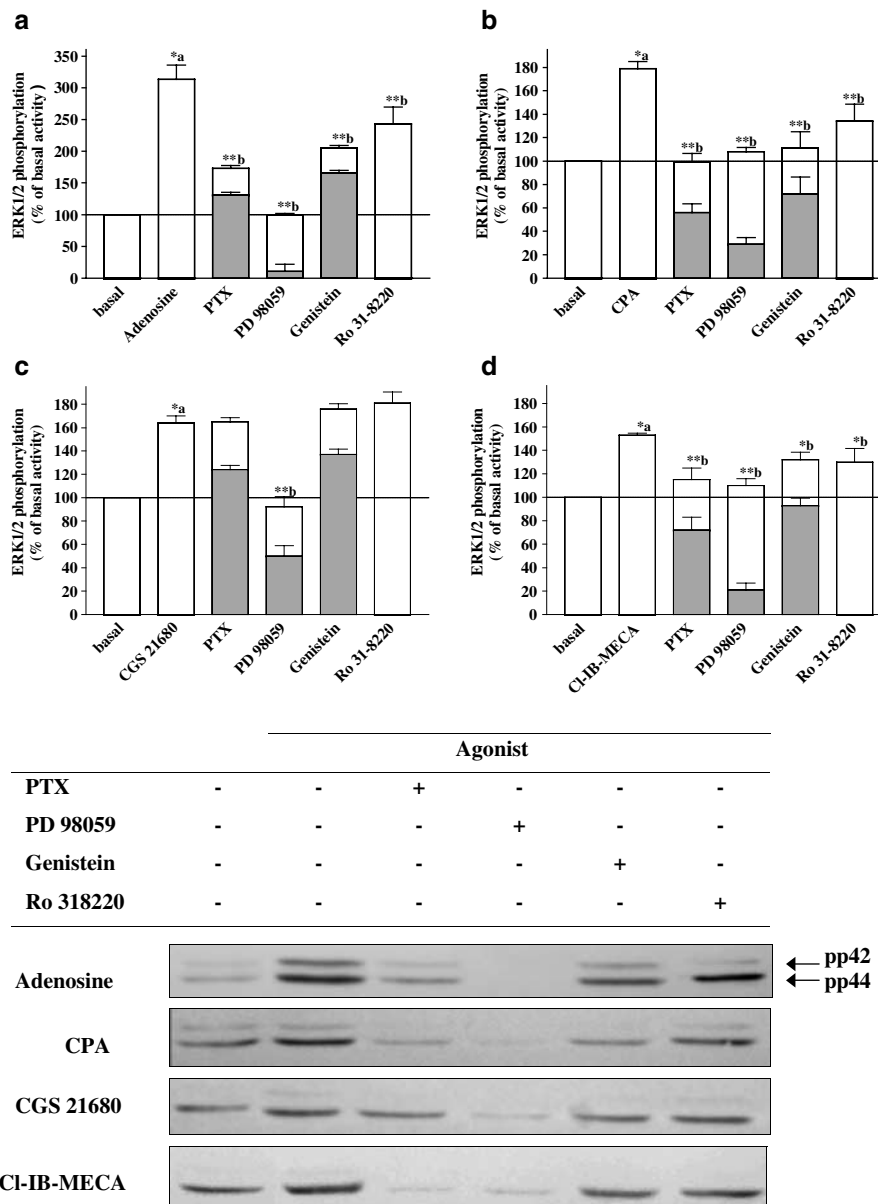 a
ERK1/2 phosphorylation
(% of basal activity)
350
300
250
200
150
100
50
0
*a
**b
**b
**b
**b
basal
Adenosine
PTX
PD 98059
Genistein
Ro 31-8220
b
ERK1/2 phosphorylation
(% of basal activity)
180
160
140
120
100
80
60
40
20
0
*a
**b
**b
**b
**b
basal
CPA
PTX
PD 98059
Genistein
Ro 31-8220
c
ERK1/2 phosphorylation
(% of basal activity)
180
160
140
120
100
80
60
40
20
0
*a
**b
basal
CGS 21680
PTX
PD 98059
Genistein
Ro 31-8220
d
ERK1/2 phosphorylation
(% of basal activity)
180
160
140
120
100
80
60
40
20
0
*a
**b
**b
*b
*b
basal
Cl-IB-MECA
PTX
PD 98059
Genistein
Ro 31-8220
Agonist
PTX - - + - - -
PD 98059 - - - + - -
Genistein - - - - + -
Ro 318220 - - - - - +
Adenosine
pp42
pp44
CPA
CGS 21680
Cl-IB-MECA